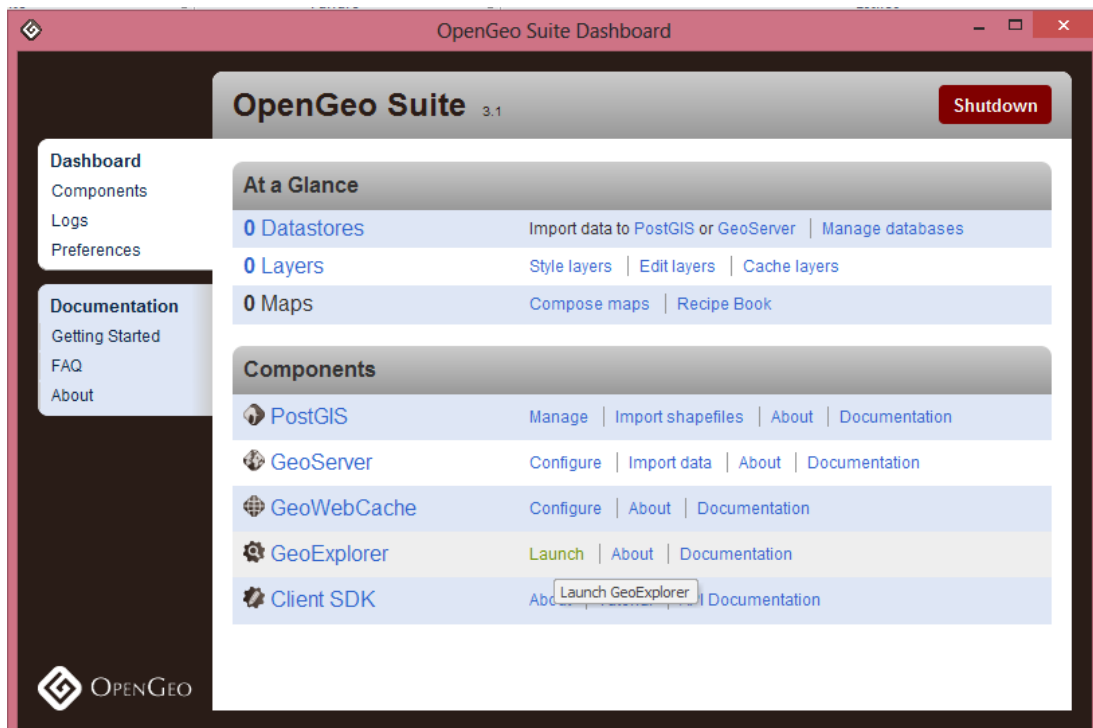 OpenGeo Suite Dashboard
OpenGeo Suite 3.1
Shutdown
Dashboard
Components
Logs
Preferences
Documentation
Getting Started
FAQ
About
At a Glance
0 Datastores Import data to PostGIS or GeoServer | Manage databases
0 Layers Style layers | Edit layers | Cache layers
0 Maps Compose maps | Recipe Book
Components
PostGIS Manage | Import shapefiles | About | Documentation
GeoServer Configure | Import data | About | Documentation
GeoWebCache Configure | About | Documentation
GeoExplorer Launch | About | Documentation
Launch GeoExplorer
Client SDK Documentation
OPENGEO